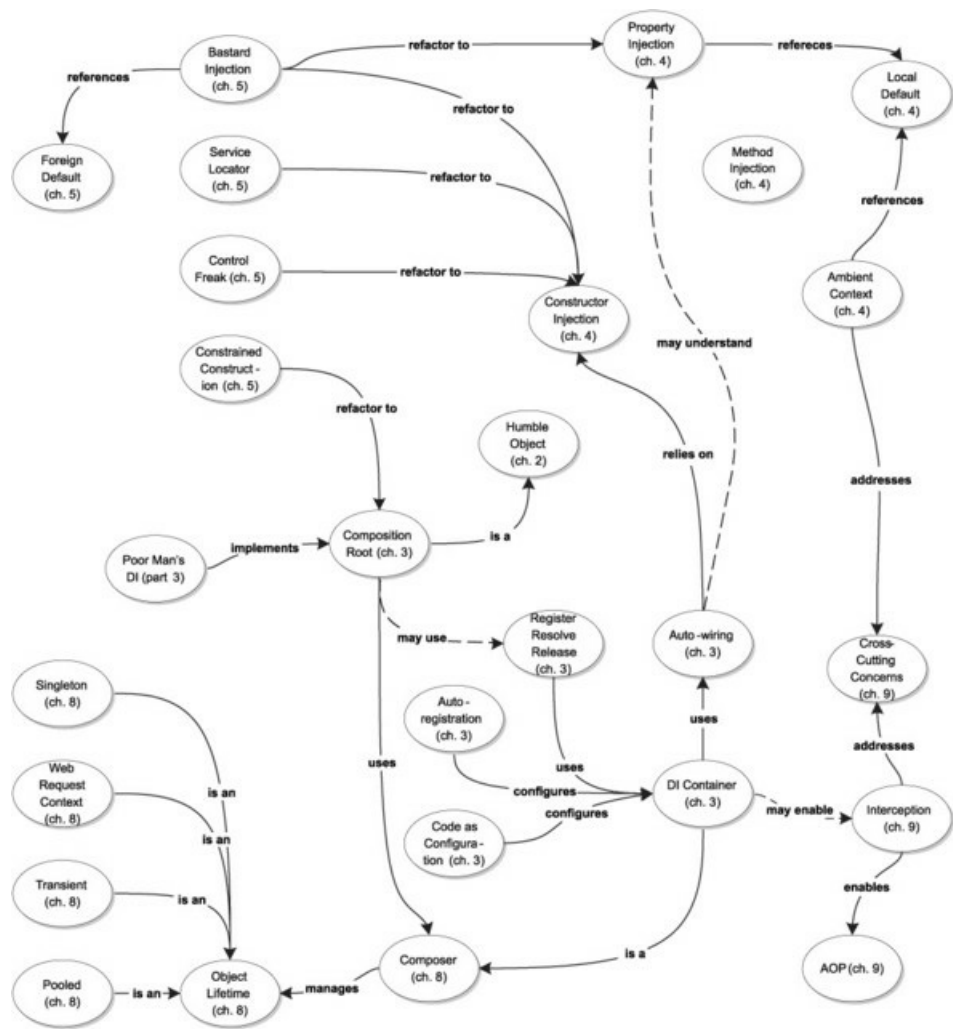 Bastard
Injection
(ch. 5)
refactor to
Property
Injection
(ch. 4)
refereces
Local
Default
(ch. 4)
references
refactor to
Foreign
Default
(ch. 5)
Service
Locator
(ch. 5)
refactor to
Method
Injection
(ch. 4)
references
Control
Freak (ch. 5)
refactor to
Constructor
Injection
(ch. 4)
Ambient
Context
(ch. 4)
may understand
Constrained
Construct-
ion (ch. 5)
refactor to
Humble
Object
(ch. 2)
relies on
addresses
Poor Man's
DI (part 3)
implements
Composition
Root (ch. 3)
is a
may use
Register
Resolve
Release
(ch. 3)
Auto-wiring
(ch. 3)
Cross-
Cutting
Concerns
(ch. 9)
Singleton
(ch. 8)
Auto-
registration
(ch. 3)
uses
uses
uses
addresses
Web
Request
Context
(ch. 8)
is an
is an
configures
configures
DI Container
(ch. 3)
may enable
Interception
(ch. 9)
Code as
Configura-
tion (ch. 3)
Transient
(ch. 8)
is an
enables
Pooled
(ch. 8)
is an
Object
Lifetime
(ch. 8)
manages
Composer
(ch. 8)
is a
AOP (ch. 9)